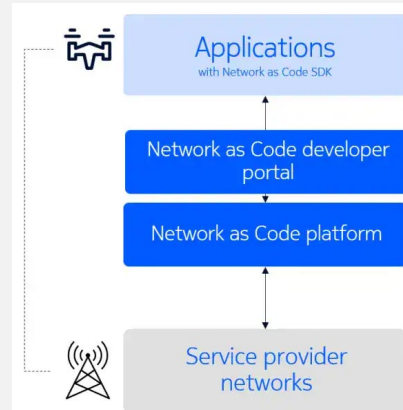 Applications
with Network as Code SDK
Network as Code developer
portal
Network as Code platform
Service provider
networks